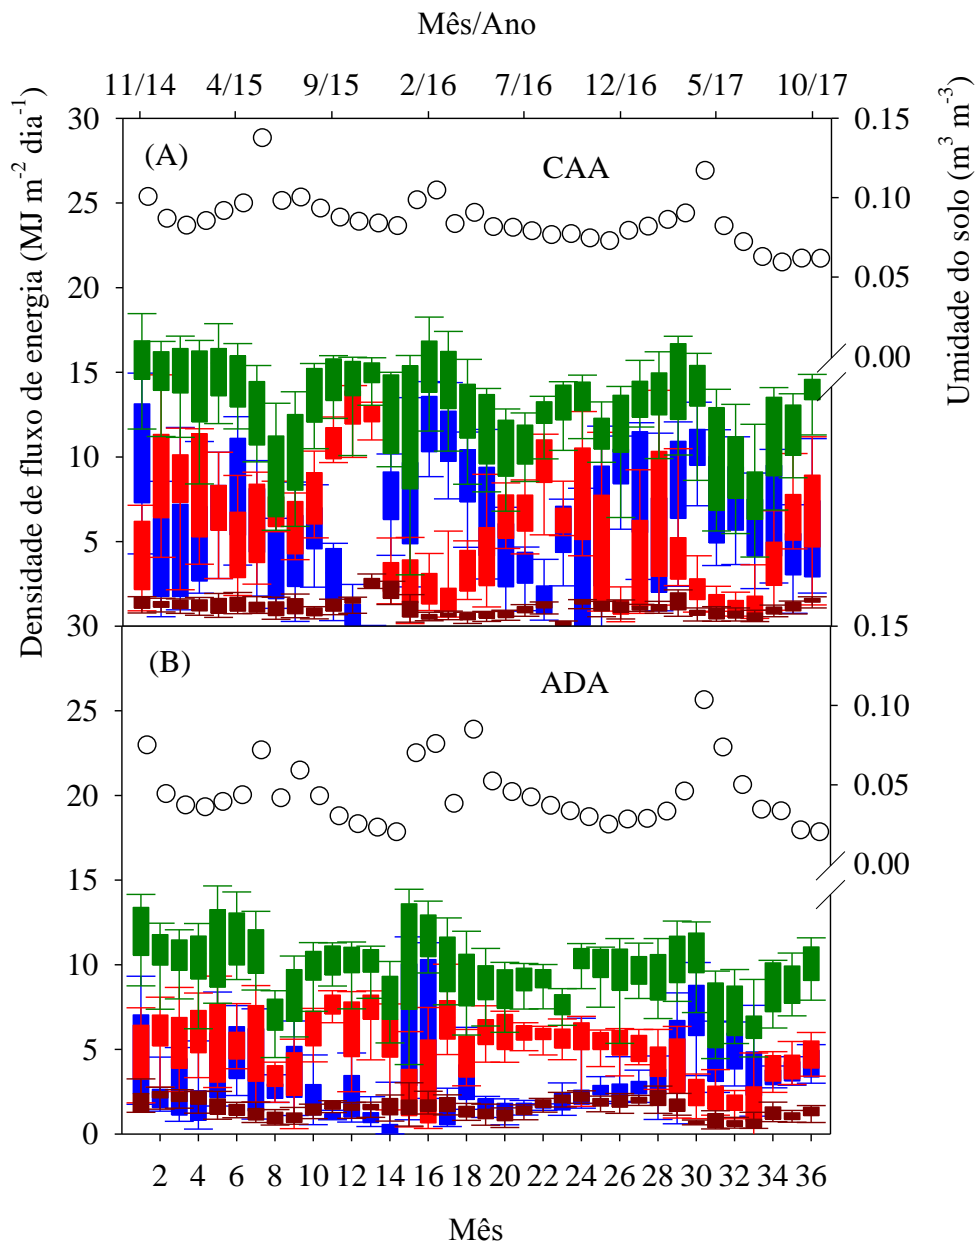 Mês/Ano
11/14 4/15 9/15 2/16 7/16 12/16 5/17 10/17
Densidade de fluxo de energia (MJ m⁻² dia⁻¹)
Umidade do solo (m³ m⁻³)
30
25
20
15
10
5
(A)
CAA
0.15
0.10
0.05
0.00
30
25
20
15
10
5
0
(B)
ADA
0.15
0.10
0.05
0.00
2 4 6 8 10 12 14 16 18 20 22 24 26 28 30 32 34 36
Mês